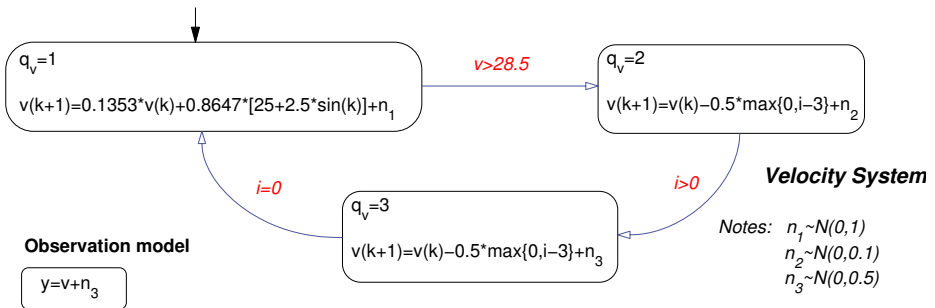 q_v=1
v(k+1)=0.1353*v(k)+0.8647*[25+2.5*sin(k)]+n_1
v>28.5
q_v=2
v(k+1)=v(k)−0.5*max{0,i−3}+n_2
i=0
i>0
q_v=3
v(k+1)=v(k)−0.5*max{0,i−3}+n_3
Velocity System
Notes: n_1~N(0,1)
n_2~N(0,0.1)
n_3~N(0,0.5)
Observation model
y=v+n_3